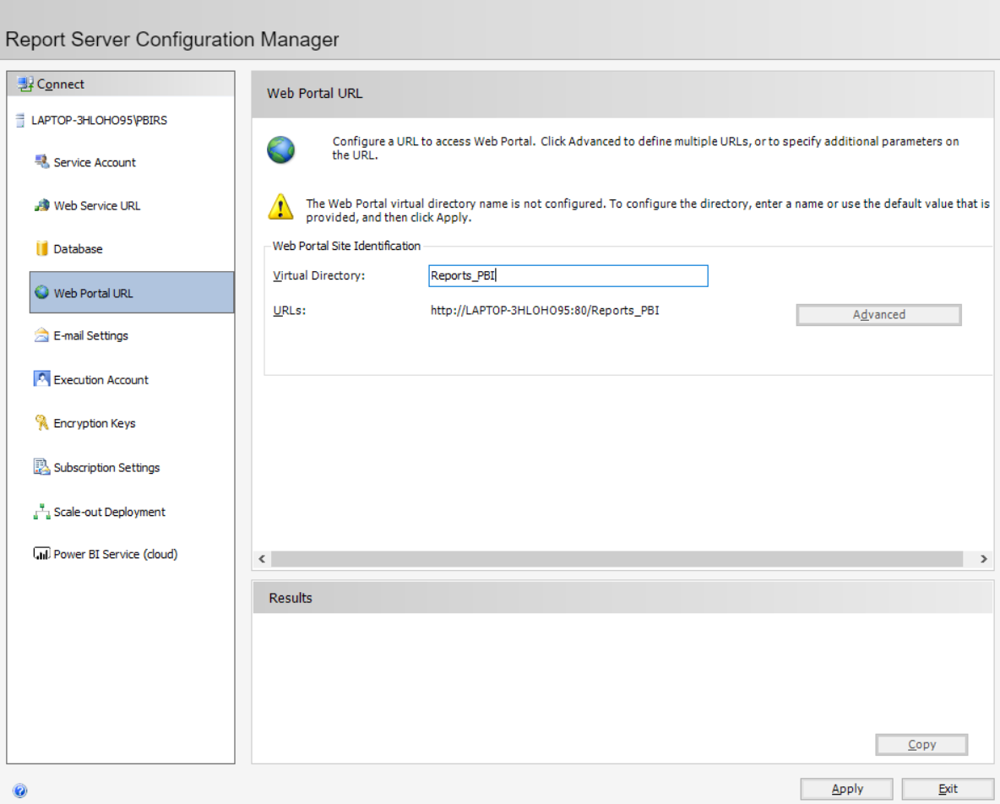 Report Server Configuration Manager
Connect
LAPTOP-3HLOHO95\PBIRS
Service Account
Web Service URL
Database
Web Portal URL
E-mail Settings
Execution Account
Encryption Keys
Subscription Settings
Scale-out Deployment
Power BI Service (cloud)
Web Portal URL
Configure a URL to access Web Portal. Click Advanced to define multiple URLs, or to specify additional parameters on
the URL.
The Web Portal virtual directory name is not configured. To configure the directory, enter a name or use the default value that is
provided, and then click Apply.
Web Portal Site Identification
Virtual Directory: Reports_PBI
URLs: http://LAPTOP-3HLOHO95:80/Reports_PBI
Advanced
Results
Copy
Apply Exit